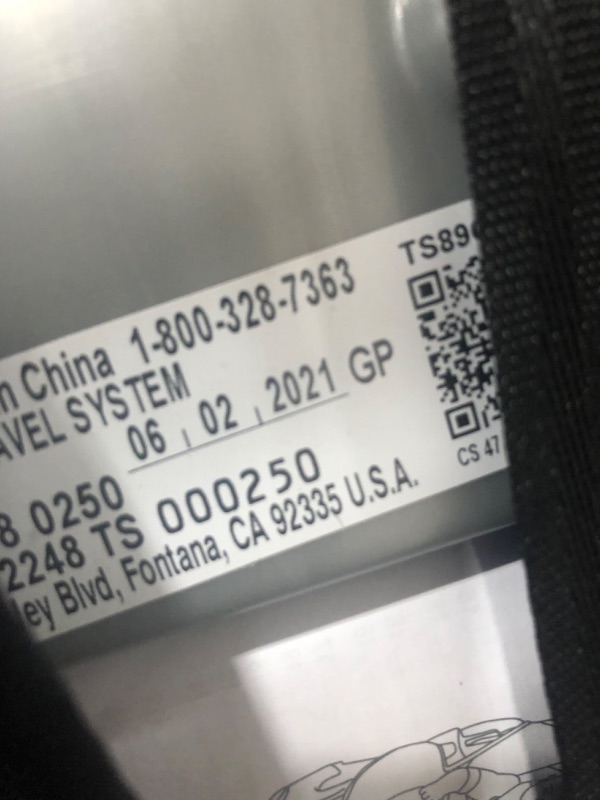 TS89
n China 1-800-328-7363
AVEL SYSTEM
06 , 02 , 2021 GP
8 0250
2248 TS 000250
CS 47
ley Blvd, Fontana, CA 92335 U.S.A.